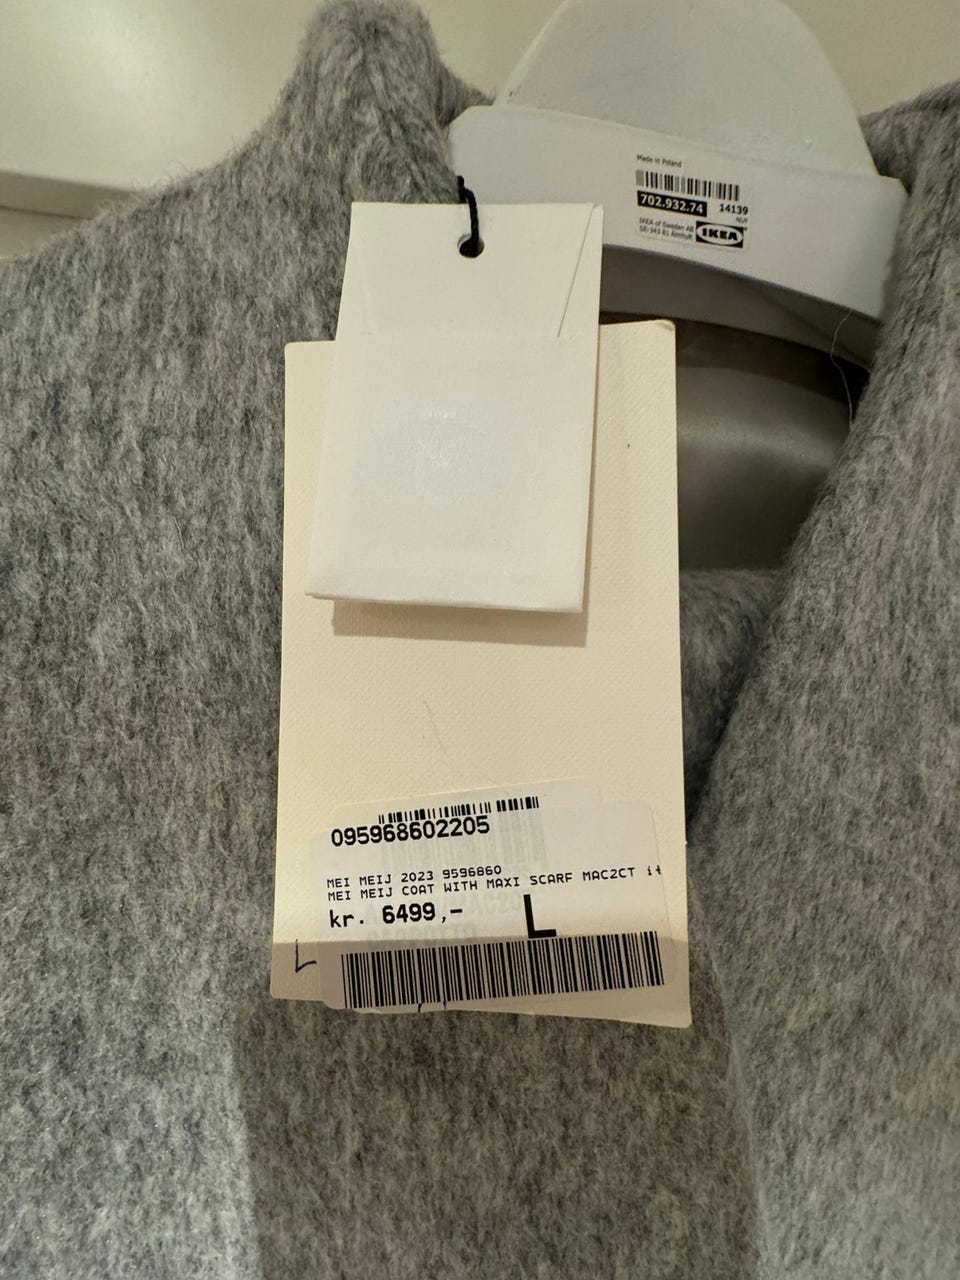 Made in Poland
702.932.74 14139
IKEA of Sweden AB
SE-343 81 Älmhult
IKEA
095968602205
MEI MEIJ 2023 9596860
MEI MEIJ COAT WITH MAXI SCARF MAC2CT
kr. 6499,- L
L